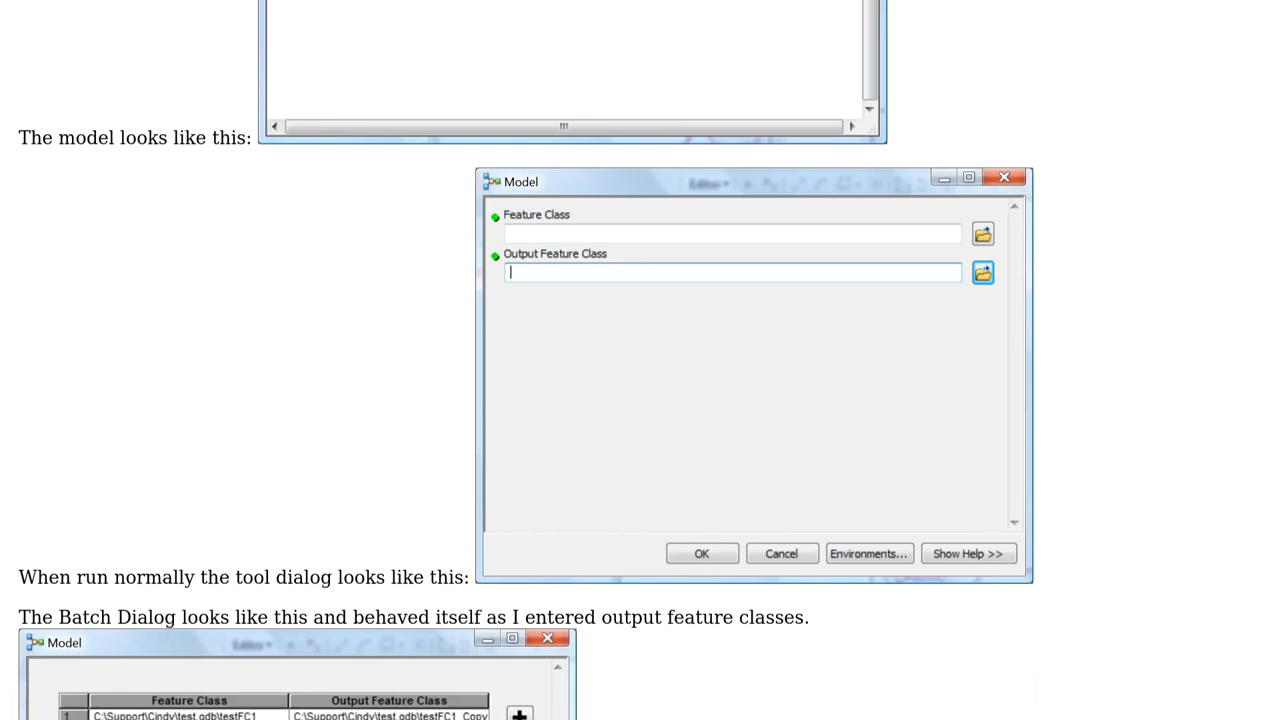 The model looks like this:
Model
Feature Class
Output Feature Class
OK Cancel Environments... Show Help >>
When run normally the tool dialog looks like this:
The Batch Dialog looks like this and behaved itself as I entered output feature classes.
Model
Feature Class Output Feature Class
1 C:\Support\Cindy\test.gdb\testFC1 C:\Support\Cindy\test.gdb\testFC1_Copy